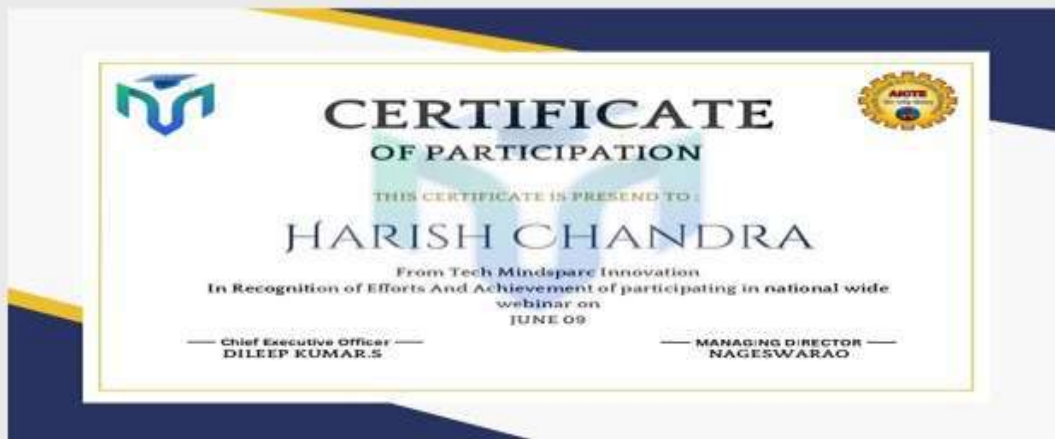 AICTE
CERTIFICATE
OF PARTICIPATION
THIS CERTIFICATE IS PRESEND TO :
HARISH CHANDRA
From Tech Mindsparc Innovation
In Recognition of Efforts And Achievement of participating in national wide
webinar on
JUNE 09
Chief Executive Officer
DILEEP KUMAR.S
MANAGING DIRECTOR
NAGESWARAO